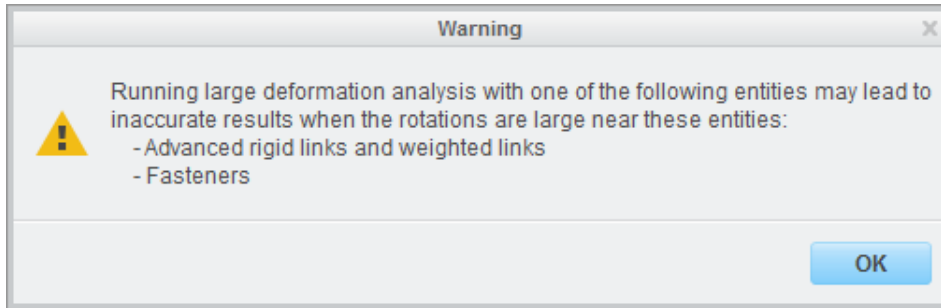 Warning
Running large deformation analysis with one of the following entities may lead to
inaccurate results when the rotations are large near these entities:
- Advanced rigid links and weighted links
- Fasteners
OK